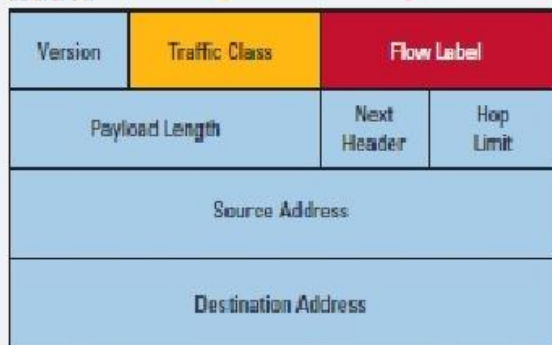 Version Traffic Class Flow Label
Payload Length Next Header Hop Limit
Source Address
Destination Address